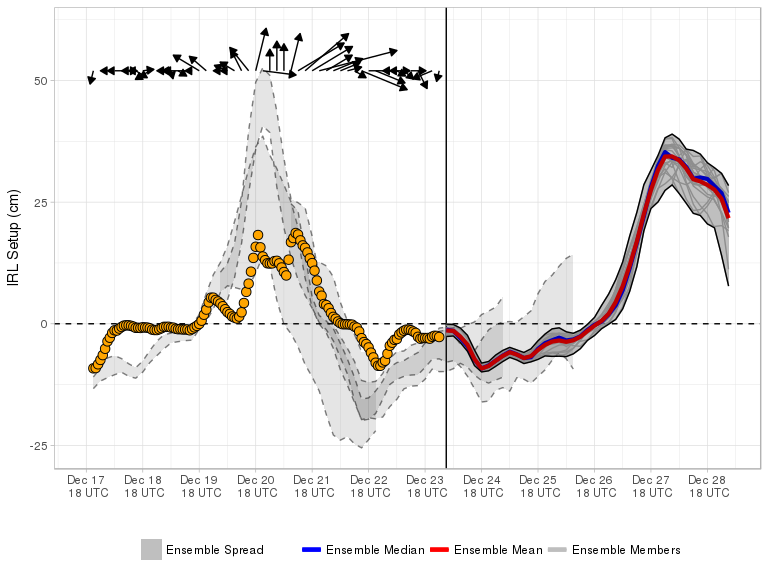 IRL Setup (cm)
50
25
0
-25
Dec 17 Dec 18 Dec 19 Dec 20 Dec 21 Dec 22 Dec 23 Dec 24 Dec 25 Dec 26 Dec 27 Dec 28
18 UTC 18 UTC 18 UTC 18 UTC 18 UTC 18 UTC 18 UTC 18 UTC 18 UTC 18 UTC 18 UTC 18 UTC
Ensemble Spread Ensemble Median Ensemble Mean Ensemble Members